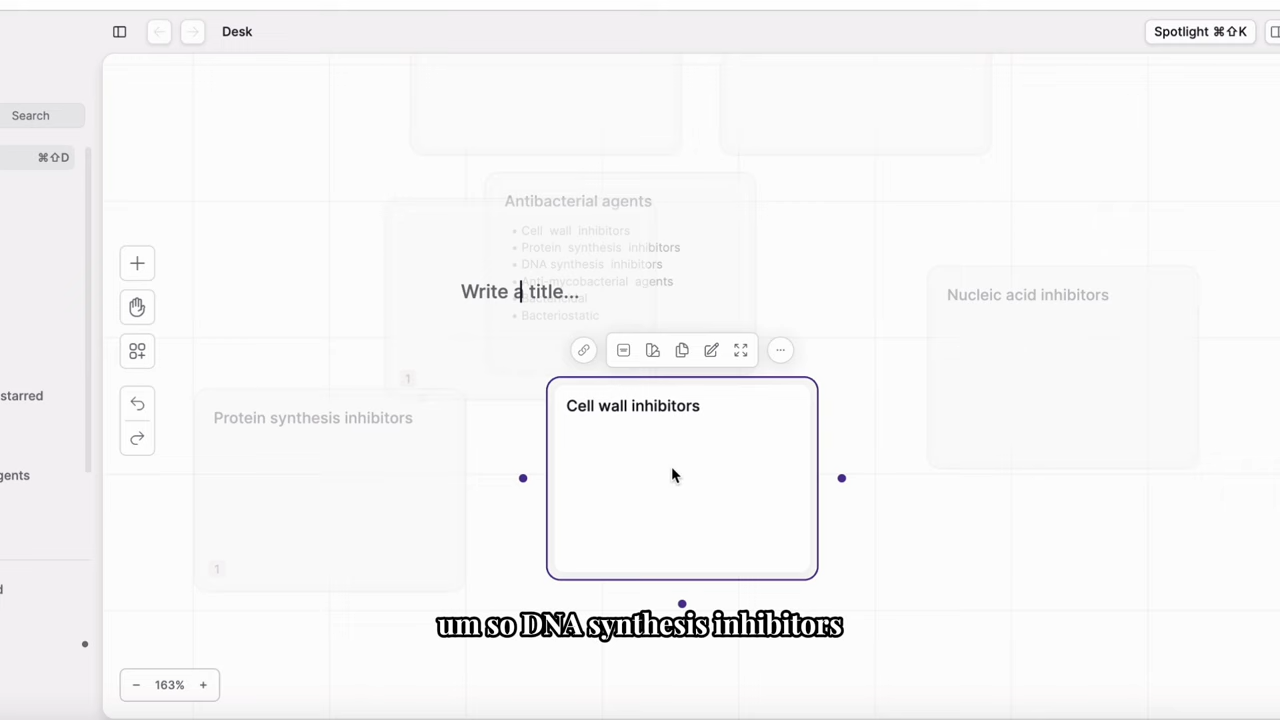 Desk
Spotlight ⌘⇧K
Search
⌘⇧D
Antibacterial agents
• Cell wall inhibitors
• Protein synthesis inhibitors
• DNA synthesis inhibitors
• Anti-mycobacterial agents
• Bacteriostatic
Write a title...
Nucleic acid inhibitors
1
starred
Protein synthesis inhibitors
Cell wall inhibitors
gents
1
d
um so DNA synthesis inhibitors
− 163% +